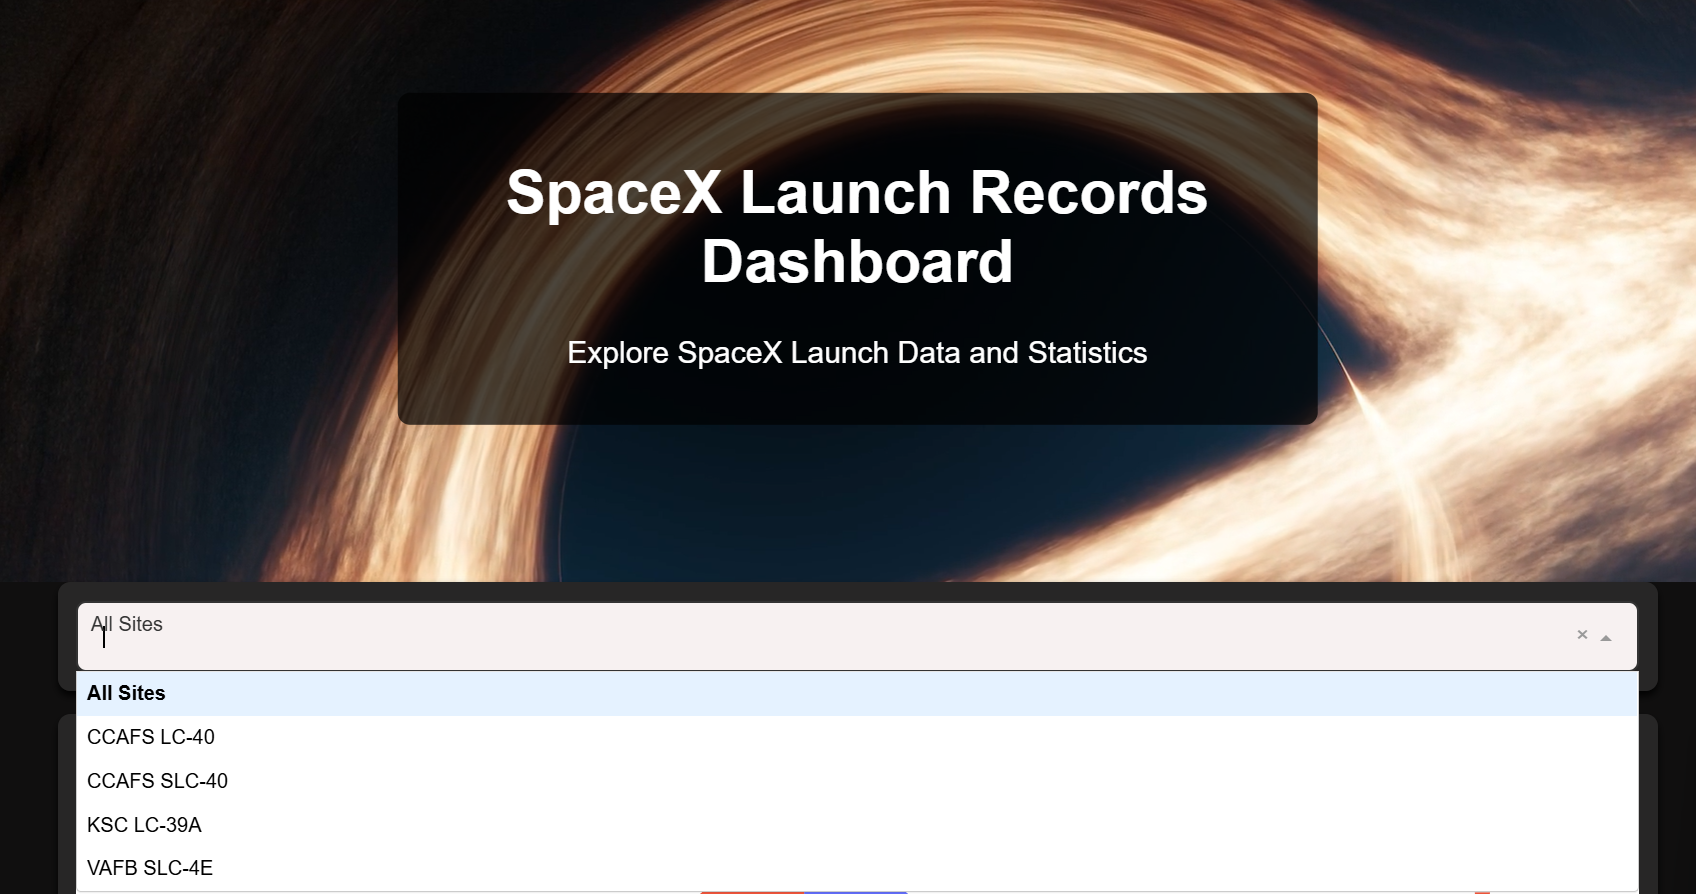 SpaceX Launch Records
Dashboard
Explore SpaceX Launch Data and Statistics
All Sites
All Sites
CCAFS LC-40
CCAFS SLC-40
KSC LC-39A
VAFB SLC-4E